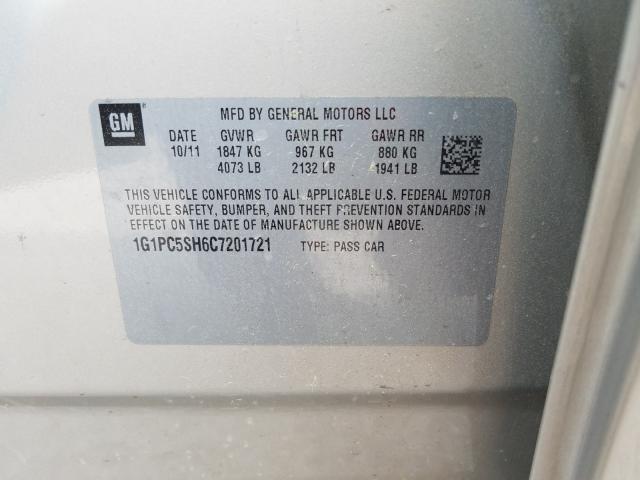 GM
MFD BY GENERAL MOTORS LLC
DATE GVWR GAWR FRT GAWR RR
10/11 1847 KG 967 KG 880 KG
4073 LB 2132 LB 1941 LB
THIS VEHICLE CONFORMS TO ALL APPLICABLE U.S. FEDERAL MOTOR
VEHICLE SAFETY, BUMPER, AND THEFT PREVENTION STANDARDS IN
EFFECT ON THE DATE OF MANUFACTURE SHOWN ABOVE.
1G1PC5SH6C7201721 TYPE: PASS CAR